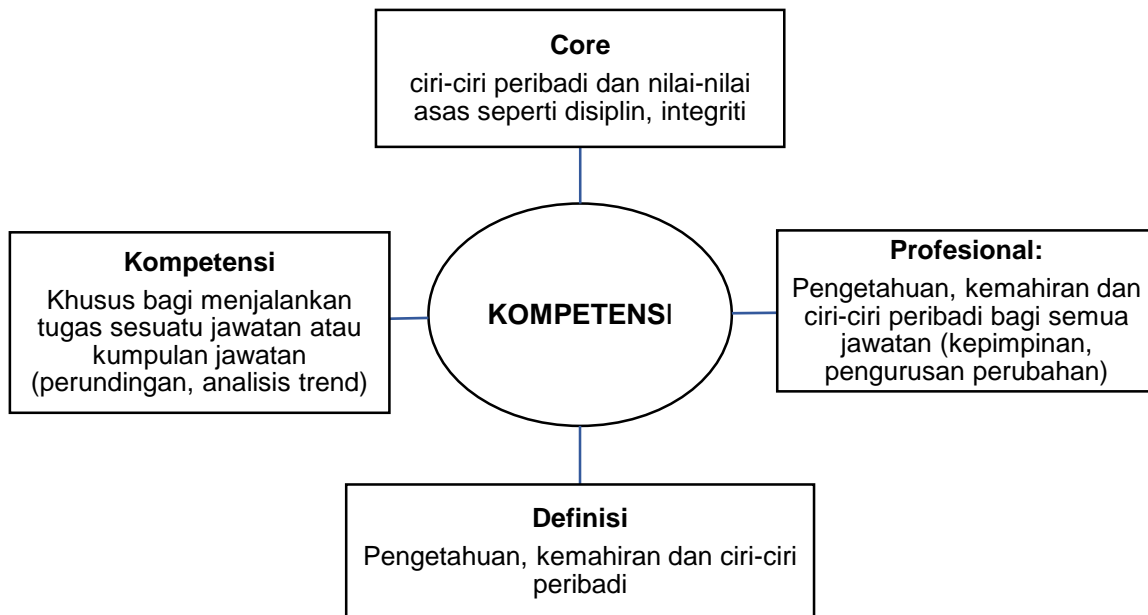 Core
ciri-ciri peribadi dan nilai-nilai
asas seperti disiplin, integriti
Kompetensi
Khusus bagi menjalankan
tugas sesuatu jawatan atau
kumpulan jawatan
(perundingan, analisis trend)
KOMPETENSI
Profesional:
Pengetahuan, kemahiran dan
ciri-ciri peribadi bagi semua
jawatan (kepimpinan,
pengurusan perubahan)
Definisi
Pengetahuan, kemahiran dan ciri-ciri
peribadi